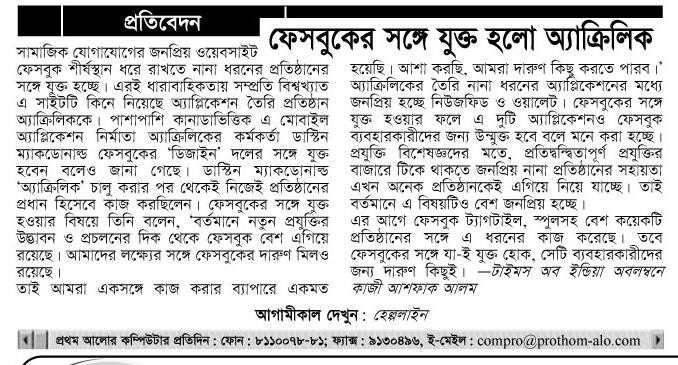 প্রতিবেদন
ফেসবুকের সঙ্গে যুক্ত হলো অ্যাক্রিলিক
সামাজিক যোগাযোগের জনপ্রিয় ওয়েবসাইট
ফেসবুক শীর্ষস্থান ধরে রাখতে নানা ধরনের প্রতিষ্ঠানের
সঙ্গে যুক্ত হচ্ছে। এরই ধারাবাহিকতায় সম্প্রতি বিশ্বখ্যাত
এ সাইটটি কিনে নিয়েছে অ্যাপ্লিকেশন তৈরি প্রতিষ্ঠান
অ্যাক্রিলিককে। পাশাপাশি কানাডাভিত্তিক এ মোবাইল
অ্যাপ্লিকেশন নির্মাতা অ্যাক্রিলিকের কর্মকর্তা ডাস্টিন
ম্যাকডোনাল্ড ফেসবুকের ‘ডিজাইন’ দলের সঙ্গে যুক্ত
হবেন বলেও জানা গেছে। ডাস্টিন ম্যাকডোনাল্ড
‘অ্যাক্রিলিক’ চালু করার পর থেকেই নিজেই প্রতিষ্ঠানের
প্রধান হিসেবে কাজ করছিলেন। ফেসবুকের সঙ্গে যুক্ত
হওয়ার বিষয়ে তিনি বলেন, ‘বর্তমানে নতুন প্রযুক্তির
উদ্ভাবন ও প্রচলনের দিক থেকে ফেসবুক বেশ এগিয়ে
রয়েছে। আমাদের লক্ষ্যের সঙ্গে ফেসবুকের দারুণ মিলও
রয়েছে।
তাই আমরা একসঙ্গে কাজ করার ব্যাপারে একমত
হয়েছি। আশা করছি, আমরা দারুণ কিছু করতে পারব।’
অ্যাক্রিলিকের তৈরি নানা ধরনের অ্যাপ্লিকেশনের মধ্যে
জনপ্রিয় হচ্ছে নিউজফিড ও ওয়ালেট। ফেসবুকের সঙ্গে
যুক্ত হওয়ার ফলে এ দুটি অ্যাপ্লিকেশনও ফেসবুক
ব্যবহারকারীদের জন্য উন্মুক্ত হবে বলে মনে করা হচ্ছে।
প্রযুক্তি বিশেষজ্ঞদের মতে, প্রতিদ্বন্দ্বিতাপূর্ণ প্রযুক্তির
বাজারে টিকে থাকতে জনপ্রিয় নানা প্রতিষ্ঠানের সহায়তা
এখন অনেক প্রতিষ্ঠানকেই এগিয়ে নিয়ে যাচ্ছে। তাই
বর্তমানে এ বিষয়টিও বেশ জনপ্রিয় হচ্ছে।
এর আগে ফেসবুক ট্যাগটাইল, স্পুলসহ বেশ কয়েকটি
প্রতিষ্ঠানের সঙ্গে এ ধরনের কাজ করেছে। তবে
ফেসবুকের সঙ্গে যা-ই যুক্ত হোক, সেটি ব্যবহারকারীদের
জন্য দারুণ কিছুই। —টাইমস অব ইন্ডিয়া অবলম্বনে
কাজী আশফাক আলম
আগামীকাল দেখুন : হেল্পলাইন
প্রথম আলোর কম্পিউটার প্রতিদিন : ফোন : ৮১১০০৭৮-৮১; ফ্যাক্স : ৯১৩০৪৯৬, ই-মেইল : compro@prothom-alo.com